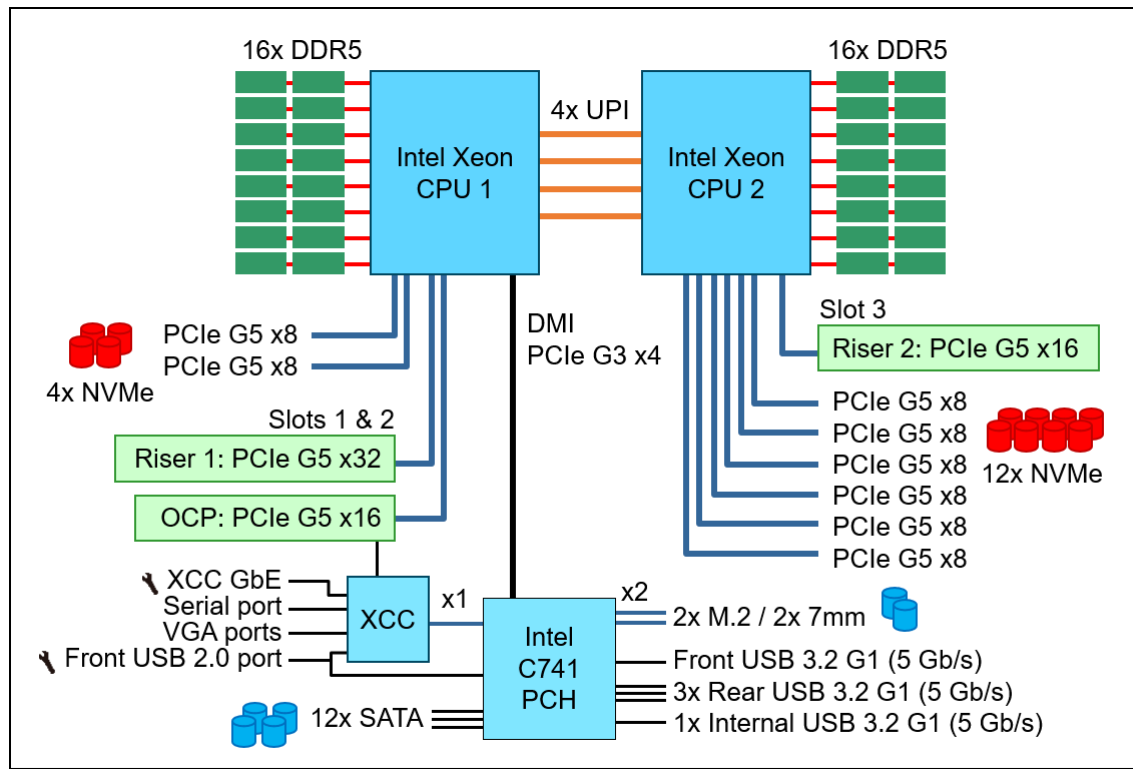 16x DDR5
16x DDR5
4x UPI
Intel Xeon
CPU 1
Intel Xeon
CPU 2
PCIe G5 x8
PCIe G5 x8
4x NVMe
DMI
PCIe G3 x4
Slot 3
Riser 2: PCIe G5 x16
PCIe G5 x8
PCIe G5 x8
PCIe G5 x8
PCIe G5 x8
PCIe G5 x8
PCIe G5 x8
12x NVMe
Slots 1 & 2
Riser 1: PCIe G5 x32
OCP: PCIe G5 x16
XCC GbE
Serial port
VGA ports
Front USB 2.0 port
XCC
x1
x2
Intel
C741
PCH
2x M.2 / 2x 7mm
Front USB 3.2 G1 (5 Gb/s)
3x Rear USB 3.2 G1 (5 Gb/s)
1x Internal USB 3.2 G1 (5 Gb/s)
12x SATA